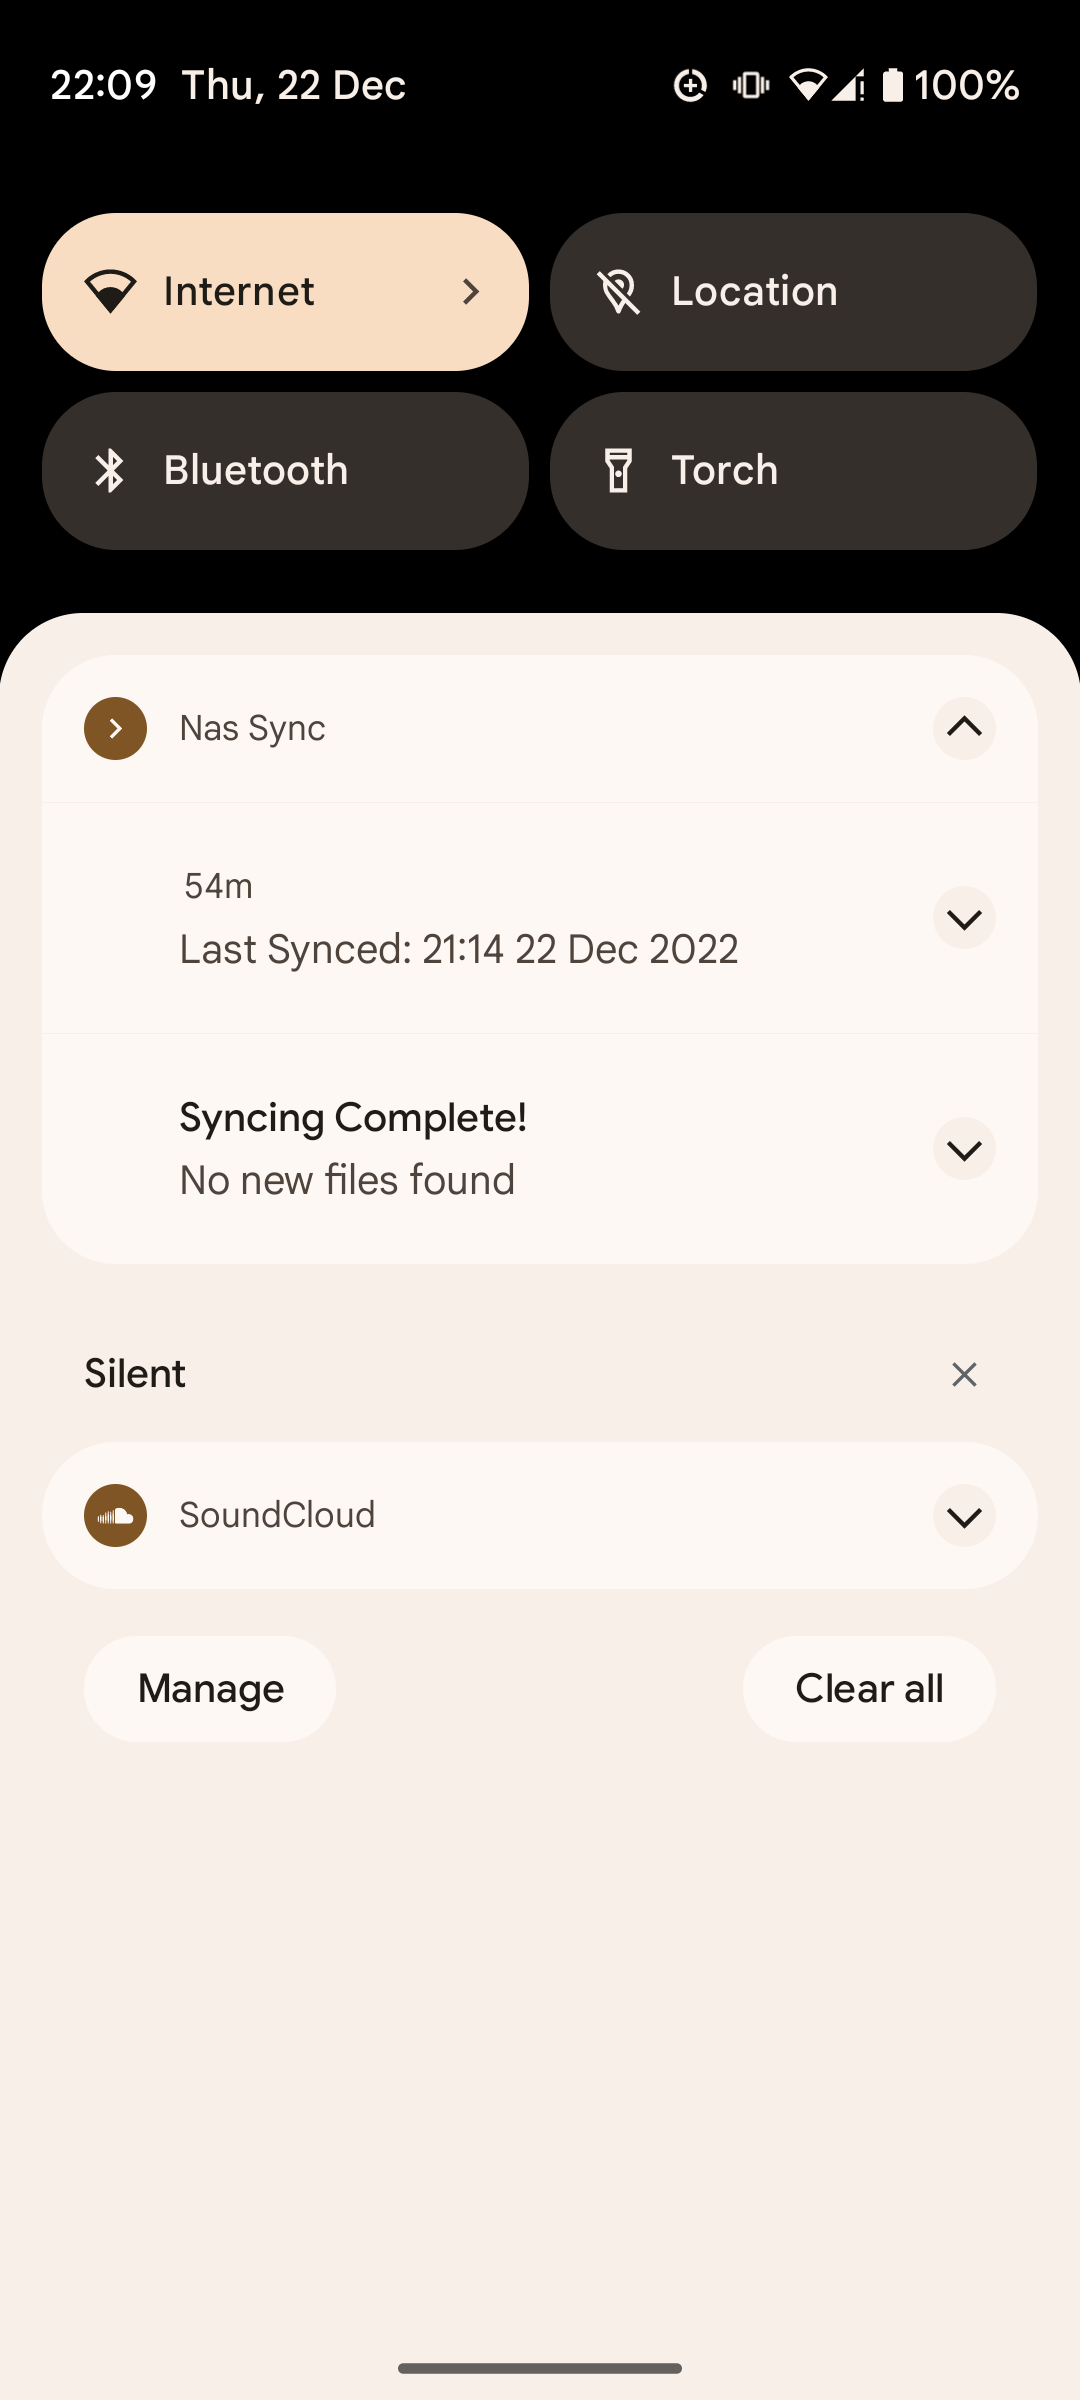 22:09 Thu, 22 Dec 100%
Internet
Location
Bluetooth
Torch
Nas Sync
54m
Last Synced: 21:14 22 Dec 2022
Syncing Complete!
No new files found
Silent
SoundCloud
Manage
Clear all